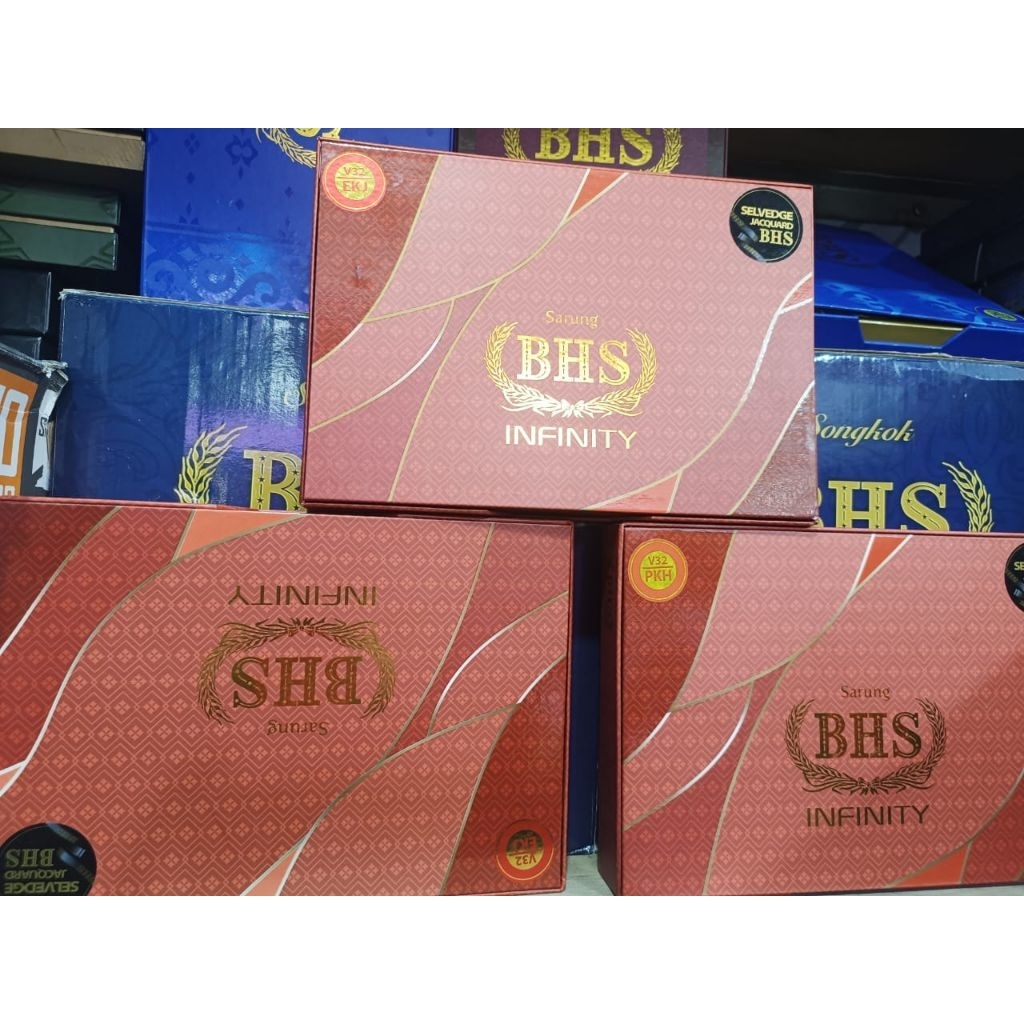 BHS
V32
EKJ
SELVEDGE
JACQUARD
BHS
Sarung
BHS
INFINITY
Songkok
BHS
INFINITY
BHS
Sarung
V32
SELVEDGE
JACQUARD
BHS
V32
PKH
Sarung
BHS
INFINITY